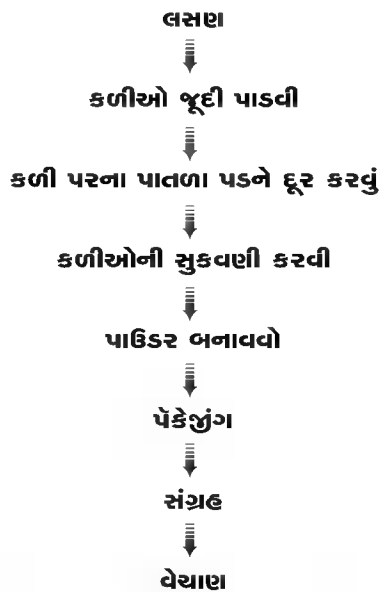 લસણ
કળીઓ જૂદી પાડવી
કળી પરના પાતળા પડને દૂર કરવું
કળીઓની સુકવણી કરવી
પાઉડર બનાવવો
પૅકેજીંગ
સંગ્રહ
વેચાણ